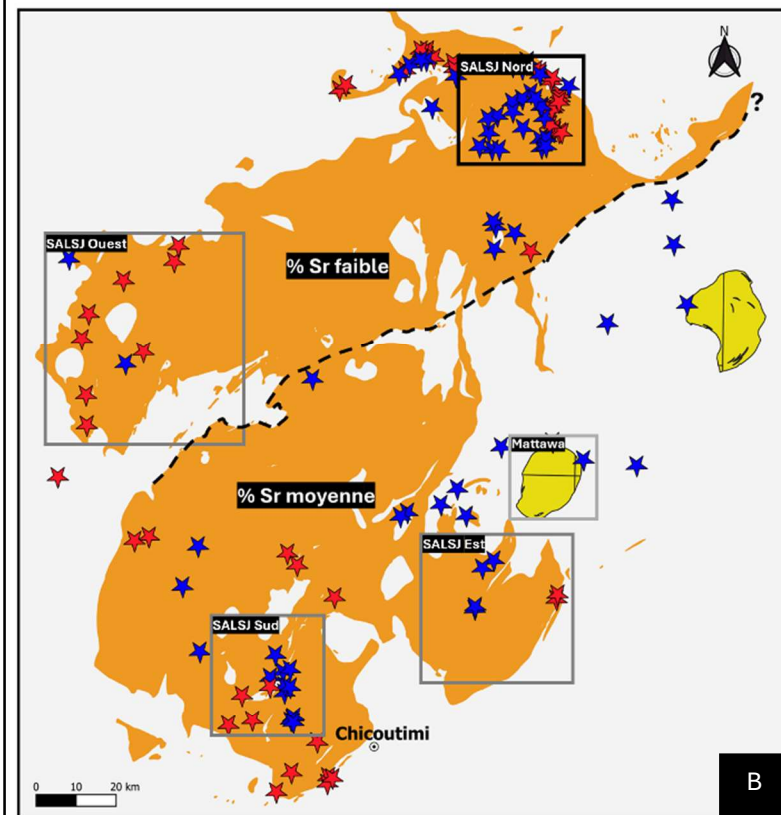 N
SALSJ Nord
?
SALSJ Ouest
% Sr faible
Mattawa
% Sr moyenne
SALSJ Est
SALSJ Sud
Chicoutimi
0 10 20 km
B